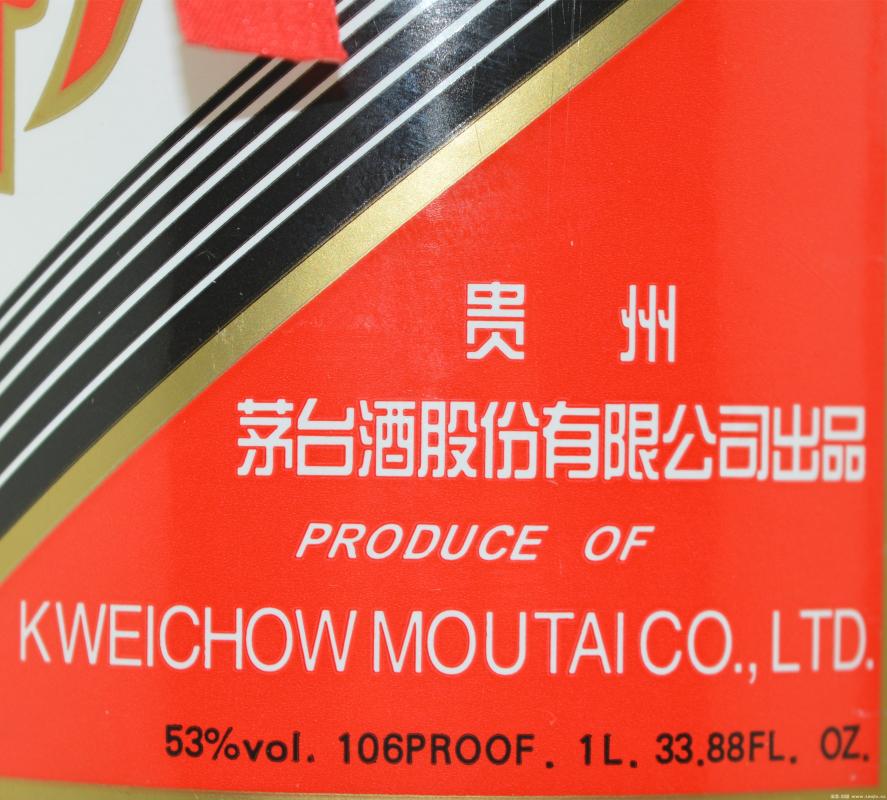 贵 州
茅台酒股份有限公司出品
PRODUCE OF
KWEICHOW MOUTAI CO., LTD.
53%vol. 106PROOF. 1L. 33.88FL. OZ.